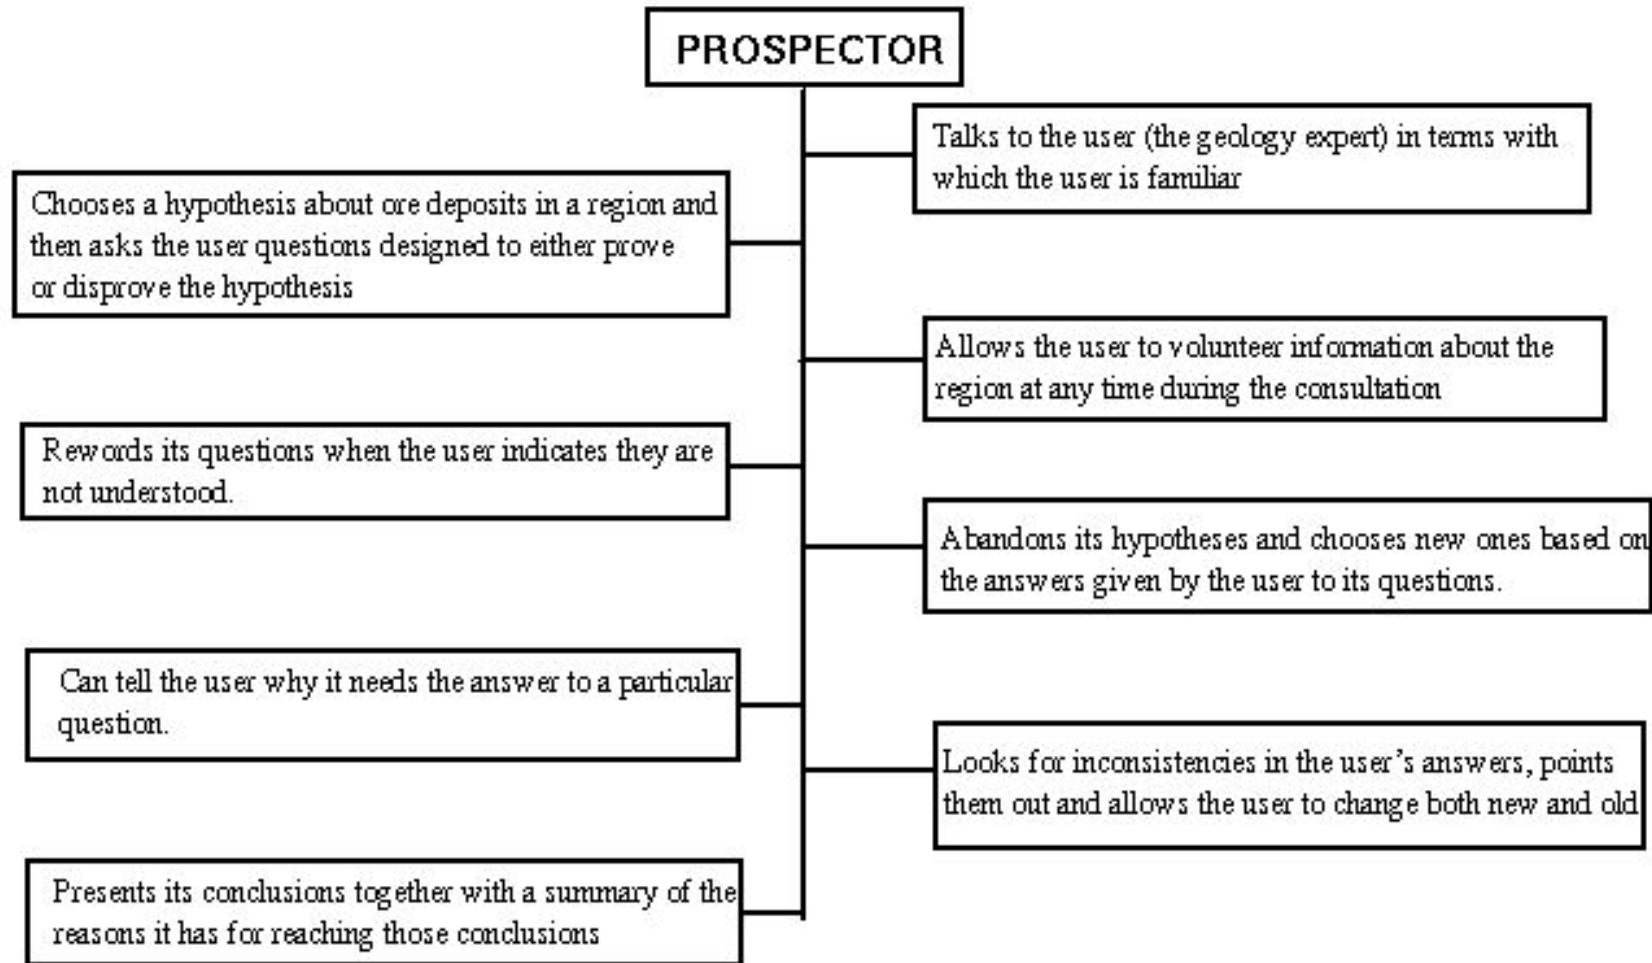 PROSPECTOR
Talks to the user (the geology expert) in terms with
which the user is familiar
Chooses a hypothesis about ore deposits in a region and
then asks the user questions designed to either prove
or disprove the hypothesis
Allows the user to volunteer information about the
region at any time during the consultation
Rewords its questions when the user indicates they are
not understood.
Abandons its hypotheses and chooses new ones based on
the answers given by the user to its questions.
Can tell the user why it needs the answer to a particular
question.
Looks for inconsistencies in the user's answers, points
them out and allows the user to change both new and old
Presents its conclusions together with a summary of the
reasons it has for reaching those conclusions